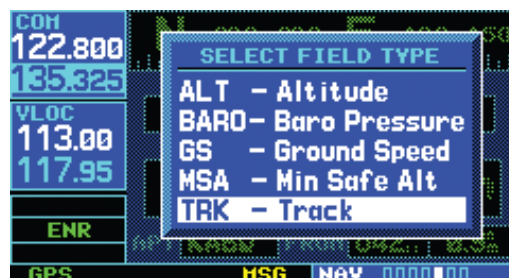 COM
122.800
135.325
VLOC
113.00
117.95
ENR
SELECT FIELD TYPE
ALT - Altitude
BARO- Baro Pressure
GS - Ground Speed
MSA - Min Safe Alt
TRK - Track
GPS MSG NAV